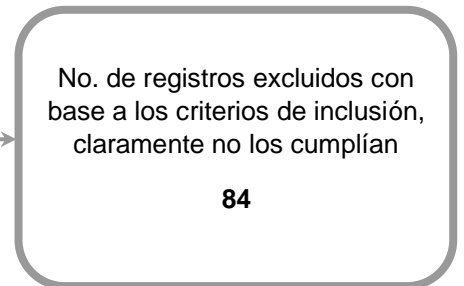 No. de registros excluidos con
base a los criterios de inclusión,
claramente no los cumplían
84